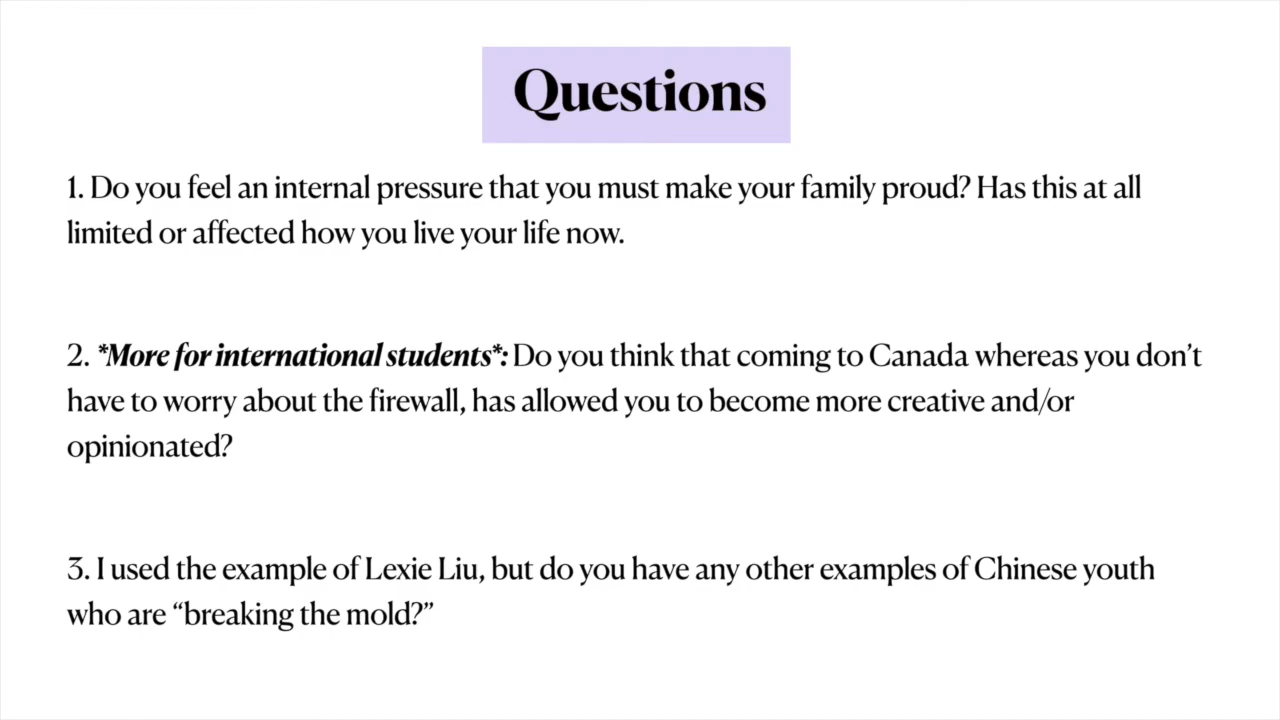 Questions
1. Do you feel an internal pressure that you must make your family proud? Has this at all
limited or affected how you live your life now.
2. *More for international students*: Do you think that coming to Canada whereas you don’t
have to worry about the firewall, has allowed you to become more creative and/or
opinionated?
3. I used the example of Lexie Liu, but do you have any other examples of Chinese youth
who are “breaking the mold?”